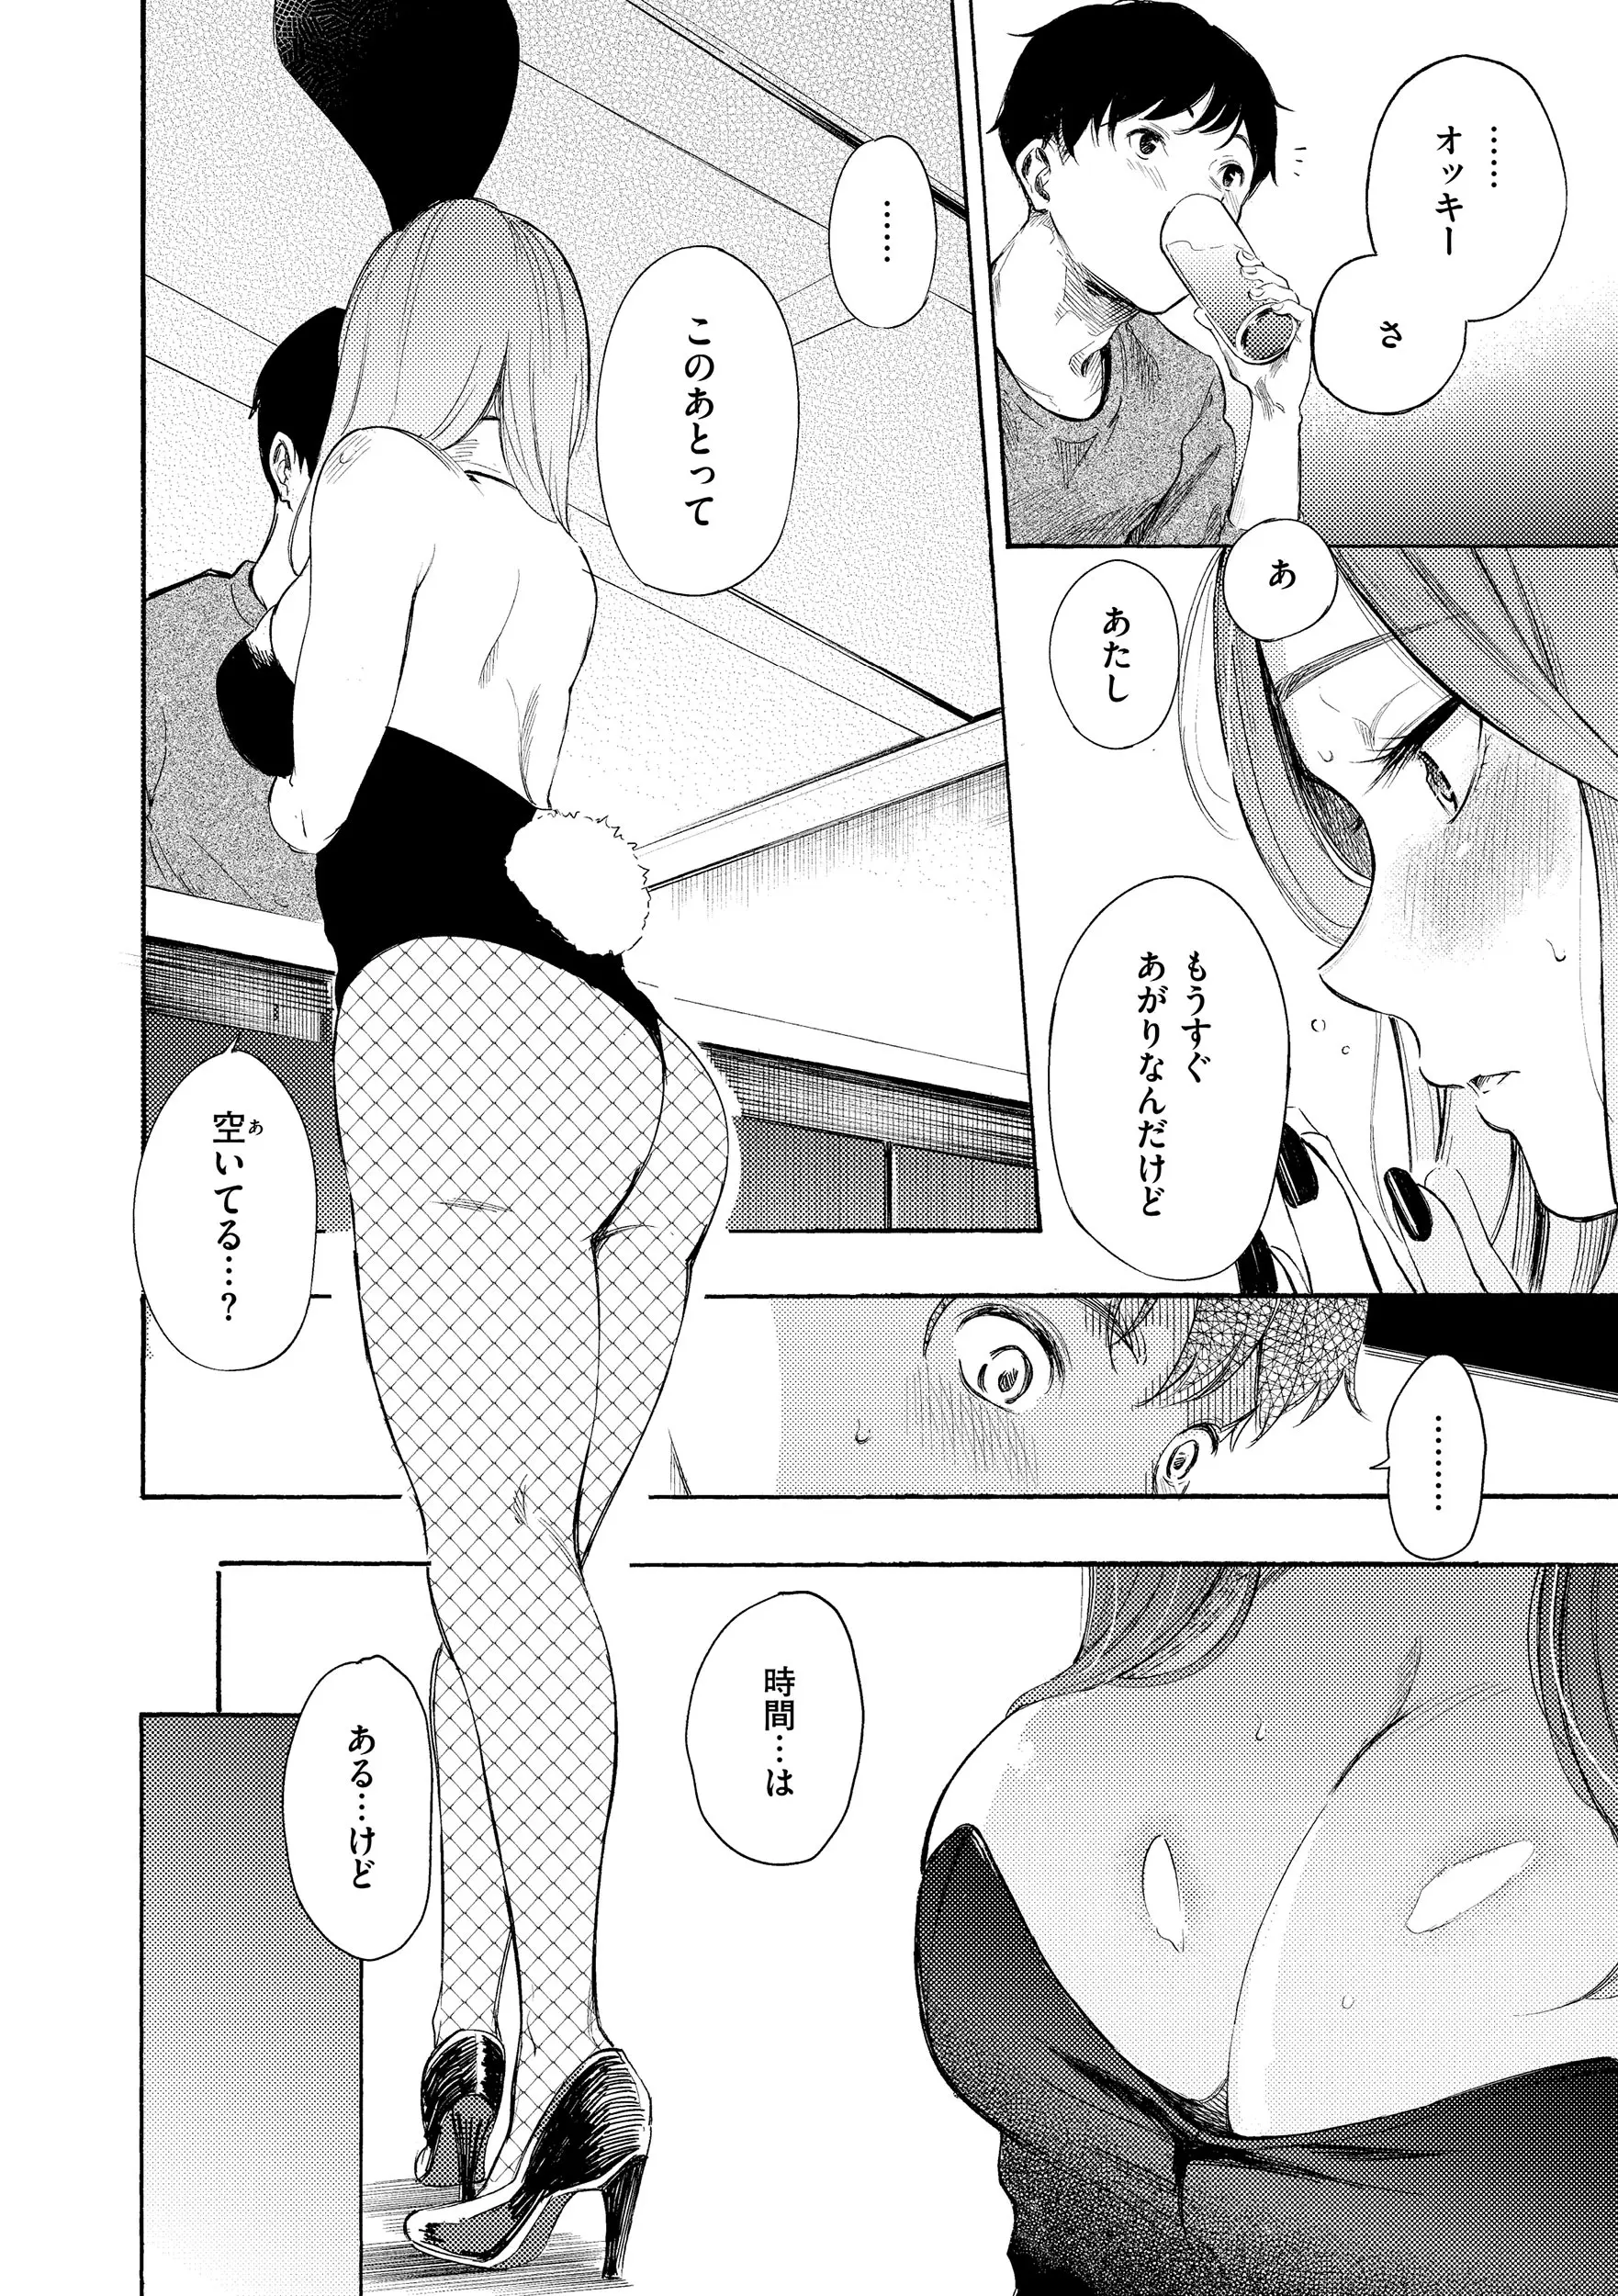 ……
オッキー
さ
あ
あたし
もうすぐ
あがりなんだけど
……
このあとって
空いてる…？
あ
………
時間…は
ある…けど